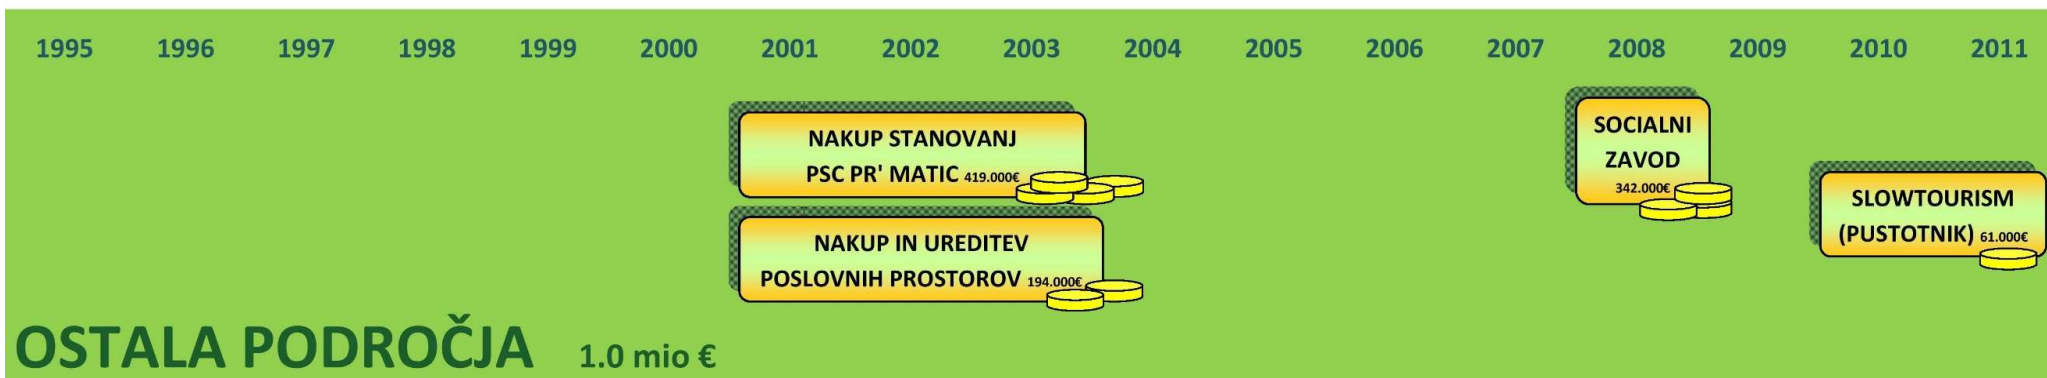 1995 1996 1997 1998 1999 2000 2001 2002 2003 2004 2005 2006 2007 2008 2009 2010 2011
NAKUP STANOVANJ
PSC PR' MATIC 419.000€
NAKUP IN UREDITEV
POSLOVNIH PROSTOROV 194.000€
SOCIALNI
ZAVOD
342.000€
SLOWTOURISM
(PUSTOTNIK) 61.000€
OSTALA PODROČJA 1.0 mio €